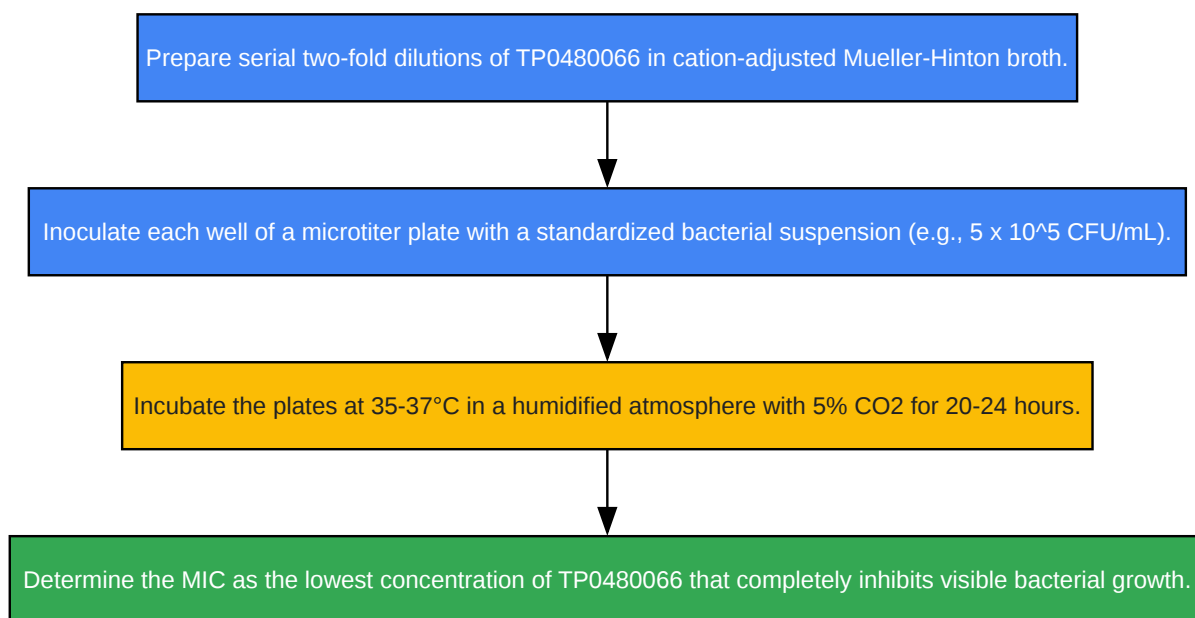 Prepare serial two-fold dilutions of TP0480066 in cation-adjusted Mueller-Hinton broth.
Inoculate each well of a microtiter plate with a standardized bacterial suspension (e.g., 5 x 10^5 CFU/mL).
Incubate the plates at 35-37°C in a humidified atmosphere with 5% CO2 for 20-24 hours.
Determine the MIC as the lowest concentration of TP0480066 that completely inhibits visible bacterial growth.